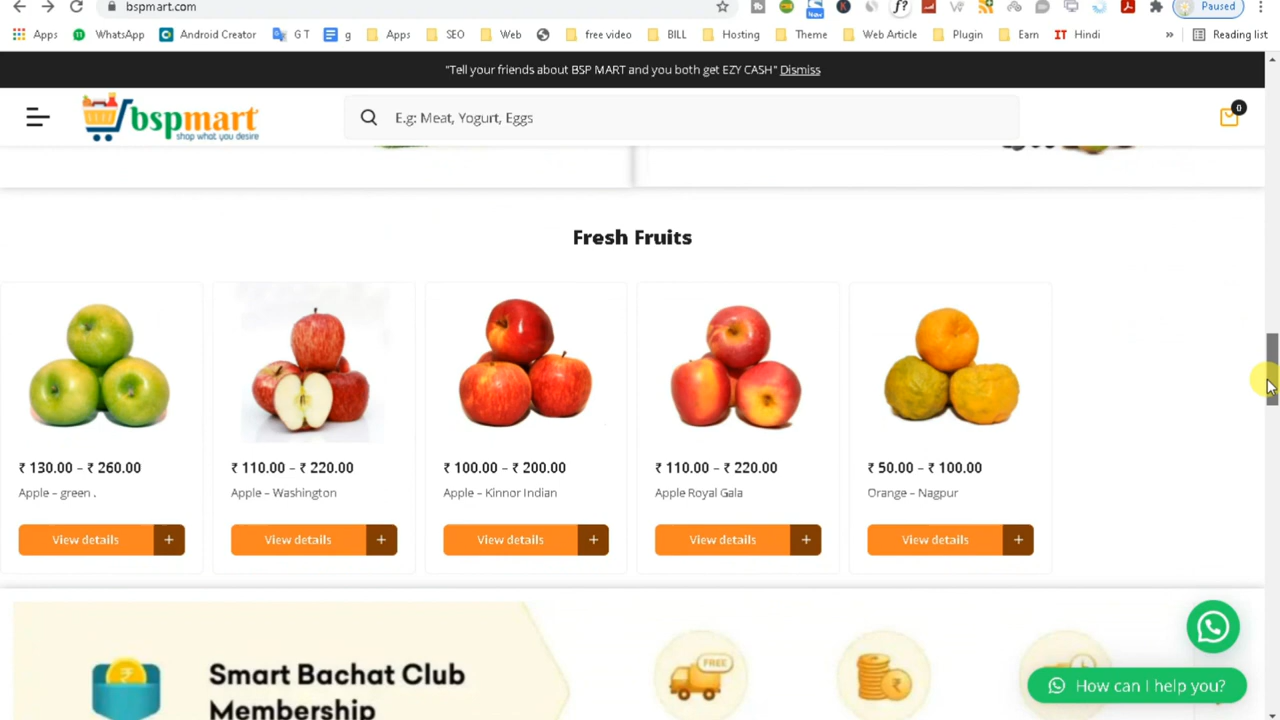 bspmart.com
Paused
Apps
WhatsApp
Android Creator
G T
g
Apps
SEO
Web
free video
BILL
Hosting
Theme
Web Article
Plugin
Earn
IT
Hindi
»
Reading list
"Tell your friends about BSP MART and you both get EZY CASH" Dismiss
bspmart
shop what you desire
E.g: Meat, Yogurt, Eggs
0
Fresh Fruits
₹ 130.00 – ₹ 260.00
Apple – green .
View details +
₹ 110.00 – ₹ 220.00
Apple – Washington
View details +
₹ 100.00 – ₹ 200.00
Apple – Kinnor Indian
View details +
₹ 110.00 – ₹ 220.00
Apple Royal Gala
View details +
₹ 50.00 – ₹ 100.00
Orange – Nagpur
View details +
Smart Bachat Club
Membership
FREE
How can I help you?